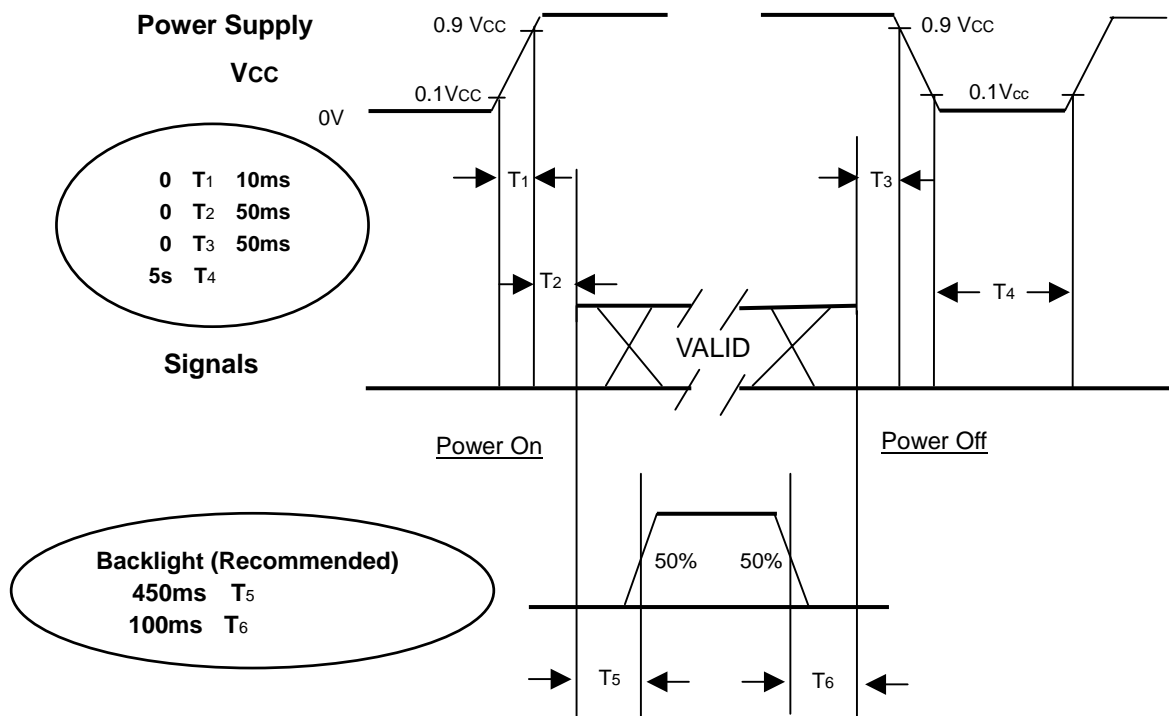 Power Supply
VCC
0.9 VCC
0.1VCC
0V
0.9 VCC
0.1Vcc
0 T1 10ms
0 T2 50ms
0 T3 50ms
5s T4
T1
T2
T3
T4
Signals
VALID
Power On
Power Off
Backlight (Recommended)
450ms T5
100ms T6
50%
50%
T5
T6